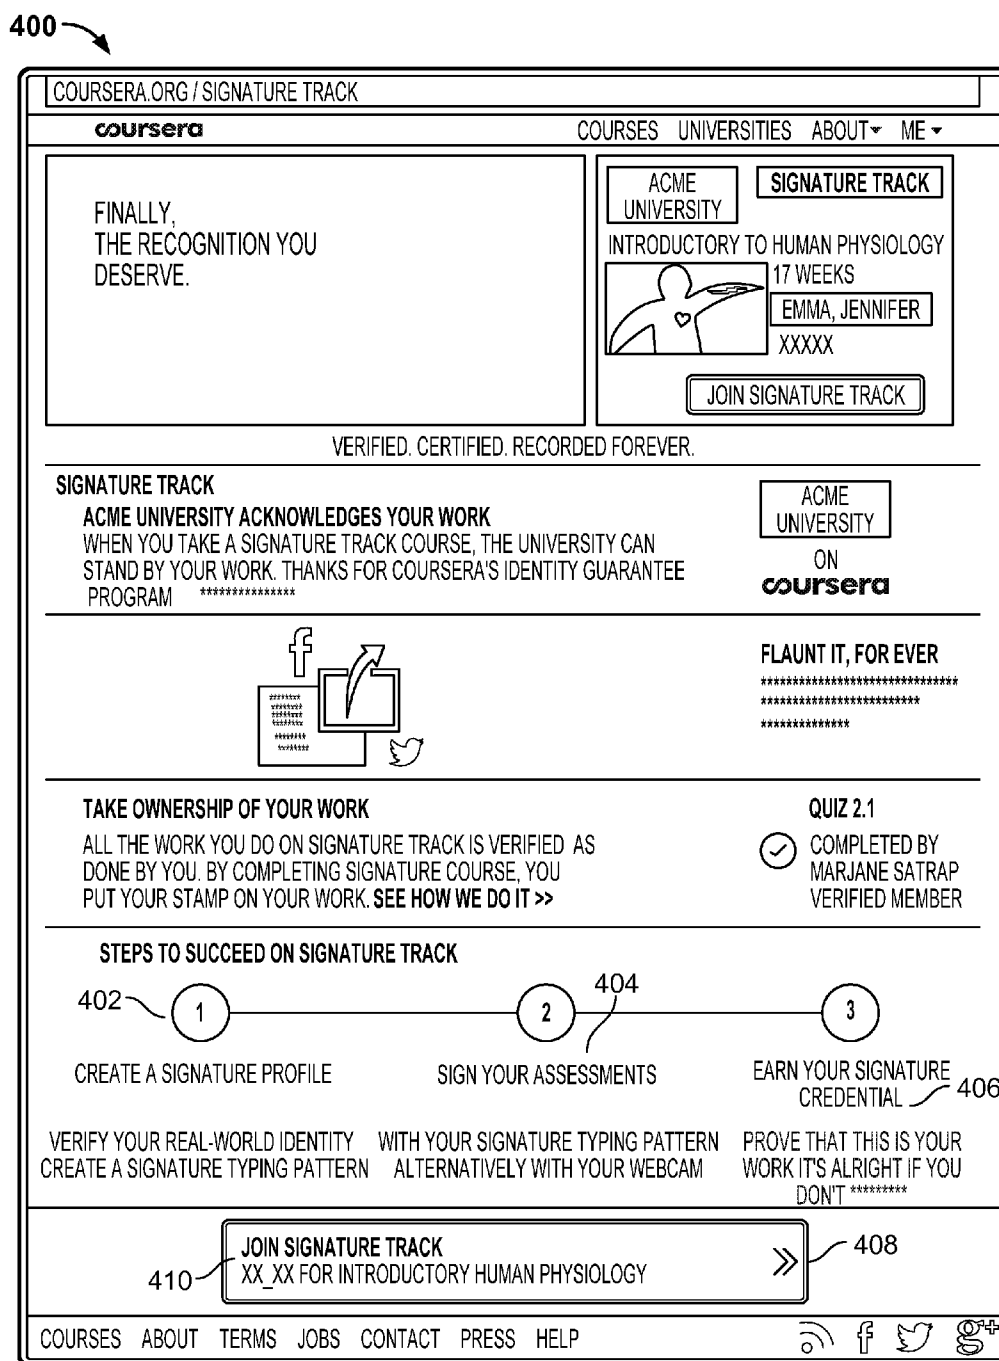 400
COURSERA.ORG / SIGNATURE TRACK
coursera COURSES UNIVERSITIES ABOUT ME
FINALLY,
THE RECOGNITION YOU
DESERVE.
ACME
UNIVERSITY
SIGNATURE TRACK
INTRODUCTORY TO HUMAN PHYSIOLOGY
17 WEEKS
EMMA, JENNIFER
XXXXX
JOIN SIGNATURE TRACK
VERIFIED. CERTIFIED. RECORDED FOREVER.
SIGNATURE TRACK
ACME UNIVERSITY ACKNOWLEDGES YOUR WORK
WHEN YOU TAKE A SIGNATURE TRACK COURSE, THE UNIVERSITY CAN
STAND BY YOUR WORK. THANKS FOR COURSERA'S IDENTITY GUARANTEE
PROGRAM ***************
ACME
UNIVERSITY
ON
coursera
f
********
********
********
********
********
********
FLAUNT IT, FOR EVER
*******************************
*************************
**************
TAKE OWNERSHIP OF YOUR WORK
ALL THE WORK YOU DO ON SIGNATURE TRACK IS VERIFIED AS
DONE BY YOU. BY COMPLETING SIGNATURE COURSE, YOU
PUT YOUR STAMP ON YOUR WORK. SEE HOW WE DO IT >>
QUIZ 2.1
COMPLETED BY
MARJANE SATRAP
VERIFIED MEMBER
STEPS TO SUCCEED ON SIGNATURE TRACK
402
1
CREATE A SIGNATURE PROFILE
VERIFY YOUR REAL-WORLD IDENTITY
CREATE A SIGNATURE TYPING PATTERN
404
2
SIGN YOUR ASSESSMENTS
WITH YOUR SIGNATURE TYPING PATTERN
ALTERNATIVELY WITH YOUR WEBCAM
3
EARN YOUR SIGNATURE
CREDENTIAL
406
PROVE THAT THIS IS YOUR
WORK IT'S ALRIGHT IF YOU
DON'T *********
JOIN SIGNATURE TRACK
XX_XX FOR INTRODUCTORY HUMAN PHYSIOLOGY
>>
408
410
COURSES ABOUT TERMS JOBS CONTACT PRESS HELP
f g+